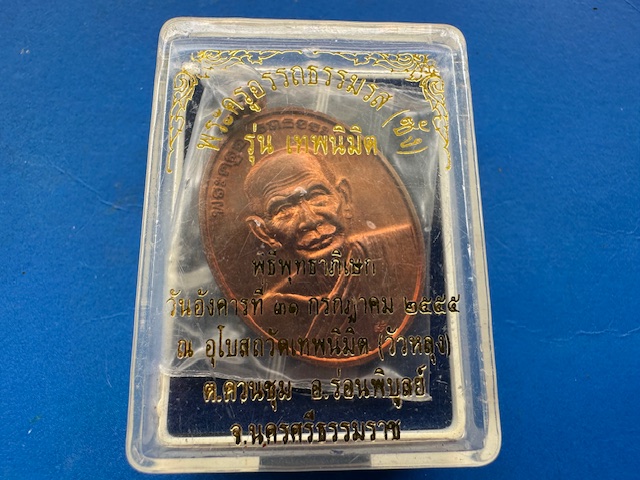 พระครูอรรถธรรมรส
รุ่น เทพนิมิต
พิธีพุทธาภิเษก
วันอังคารที่ ๓๑ กรกฎาคม ๒๕๕๕
ณ อุโบสถวัดเทพนิมิต (วัวหลุง)
ต.ควนชุม อ.ร่อนพิบูลย์
จ.นครศรีธรรมราช